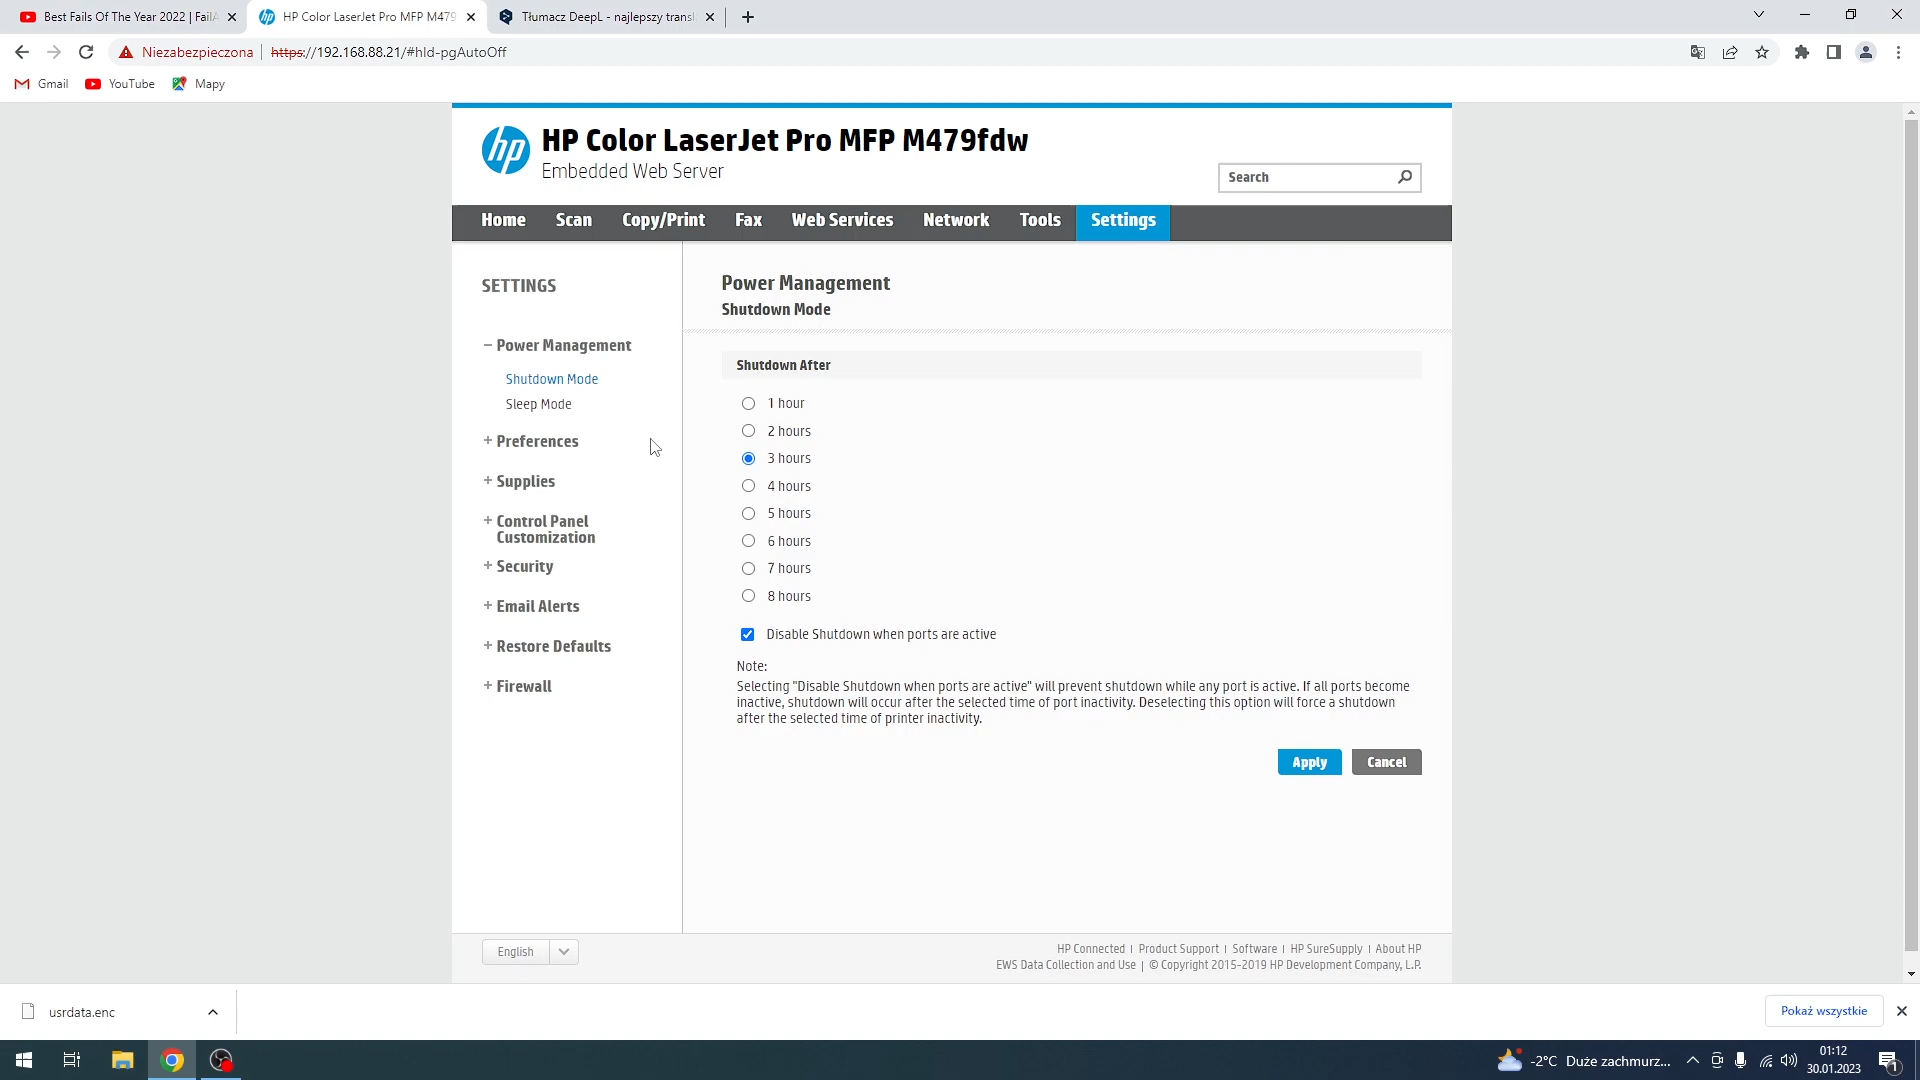 Best Fails Of The Year 2022 | FailA
HP Color LaserJet Pro MFP M479
Tłumacz DeepL - najlepszy transl
Niezabezpieczona
https://192.168.88.21/#hId-pgAutoOff
Gmail
YouTube
Mapy
hp
HP Color LaserJet Pro MFP M479fdw
Embedded Web Server
Search
Home
Scan
Copy/Print
Fax
Web Services
Network
Tools
Settings
SETTINGS
Power Management
Shutdown Mode
− Power Management
Shutdown Mode
Sleep Mode
+ Preferences
+ Supplies
+ Control Panel
Customization
+ Security
+ Email Alerts
+ Restore Defaults
+ Firewall
Shutdown After
1 hour
2 hours
3 hours
4 hours
5 hours
6 hours
7 hours
8 hours
Disable Shutdown when ports are active
Note:
Selecting "Disable Shutdown when ports are active" will prevent shutdown while any port is active. If all ports become
inactive, shutdown will occur after the selected time of port inactivity. Deselecting this option will force a shutdown
after the selected time of printer inactivity.
Apply
Cancel
English
HP Connected | Product Support | Software | HP SureSupply | About HP
EWS Data Collection and Use | © Copyright 2015-2019 HP Development Company, L.P.
usrdata.enc
Pokaż wszystkie
-2°C Duże zachmurz...
01:12
30.01.2023
1